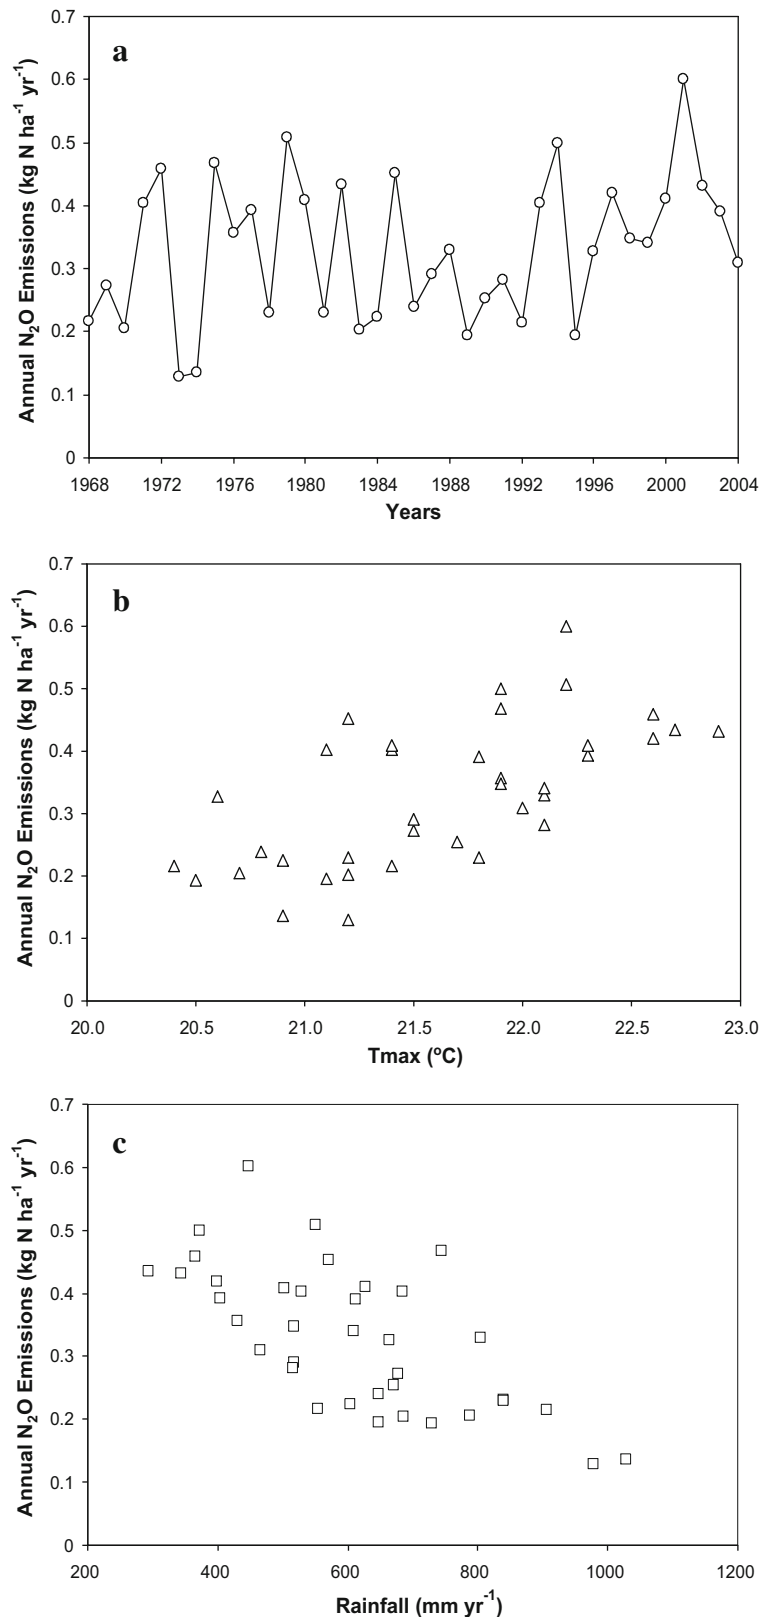 a
Annual N₂O Emissions (kg N ha⁻¹ yr⁻¹)
0.7
0.6
0.5
0.4
0.3
0.2
0.1
0
1968 1972 1976 1980 1984 1988 1992 1996 2000 2004
Years
b
Annual N₂O Emissions (kg N ha⁻¹ yr⁻¹)
0.7
0.6
0.5
0.4
0.3
0.2
0.1
0
20.0 20.5 21.0 21.5 22.0 22.5 23.0
Tmax (ºC)
c
Annual N₂O Emissions (kg N ha⁻¹ yr⁻¹)
0.7
0.6
0.5
0.4
0.3
0.2
0.1
0
200 400 600 800 1000 1200
Rainfall (mm yr⁻¹)